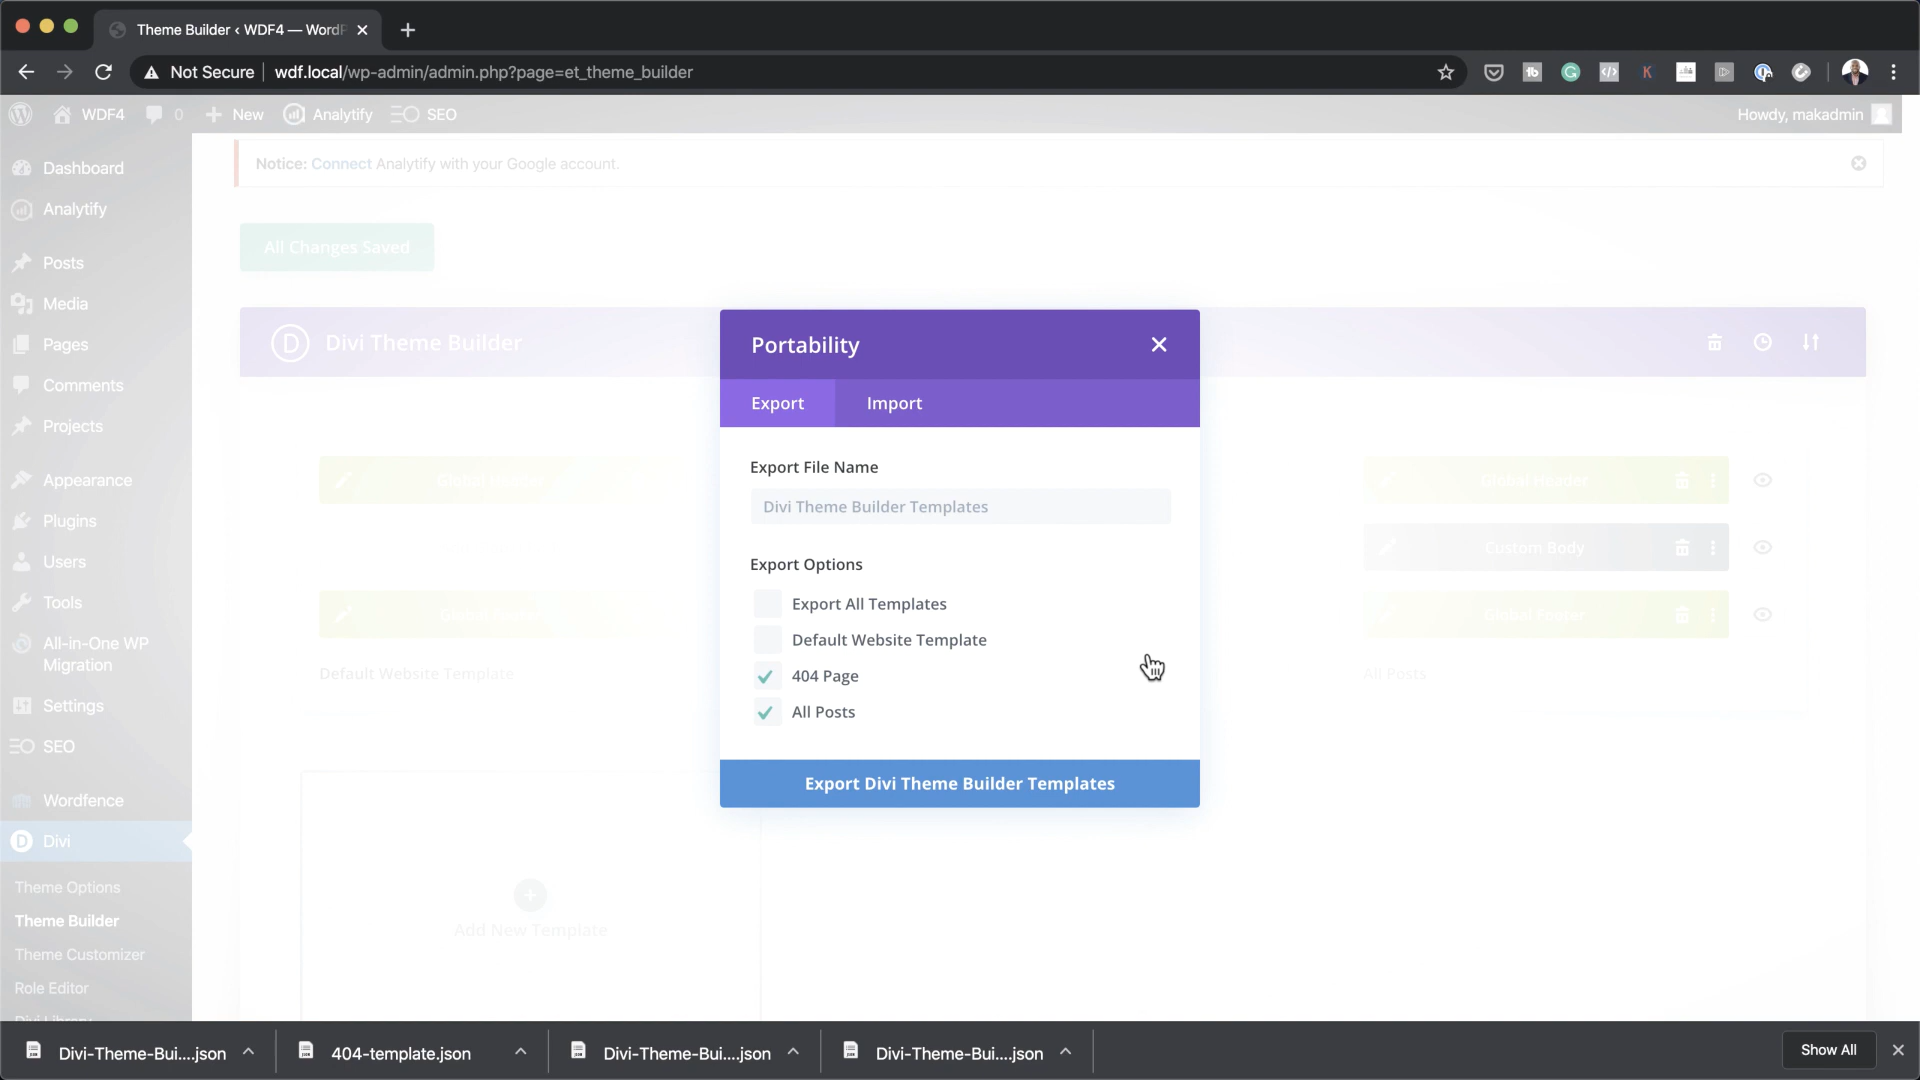 Theme Builder ‹ WDF4 — WordP
Not Secure
wdf.local/wp-admin/admin.php?page=et_theme_builder
WDF4
0
New
Analytify
SEO
Howdy, makadmin
Notice: Connect Analytify with your Google account.
Dashboard
Analytify
Posts
Media
Pages
Comments
Projects
Appearance
Plugins
Users
Tools
All-in-One WP
Migration
Settings
SEO
Wordfence
Divi
Theme Options
Theme Builder
Theme Customizer
Role Editor
Divi Library
All Changes Saved
Divi Theme Builder
Global Header
Default Website Template
Add New Template
Portability
Export
Import
Export File Name
Divi Theme Builder Templates
Export Options
Export All Templates
Default Website Template
404 Page
All Posts
Export Divi Theme Builder Templates
Global Header
Custom Body
Global Footer
All Posts
Divi-Theme-Bui....json
404-template.json
Divi-Theme-Bui....json
Divi-Theme-Bui....json
Show All